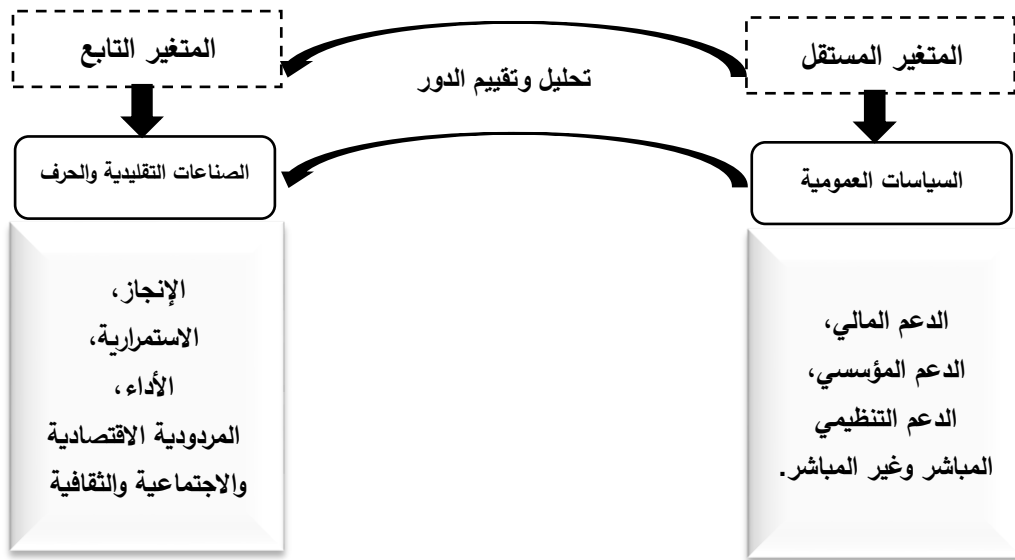 المتغير المستقل
المتغير التابع
تحليل وتقييم الدور
السياسات العمومية
الصناعات التقليدية والحرف
الدعم المالي،
الدعم المؤسسي،
الدعم التنظيمي
المباشر وغير المباشر.
الإنجاز،
الاستمرارية،
الأداء،
المردودية الاقتصادية
والاجتماعية والثقافية